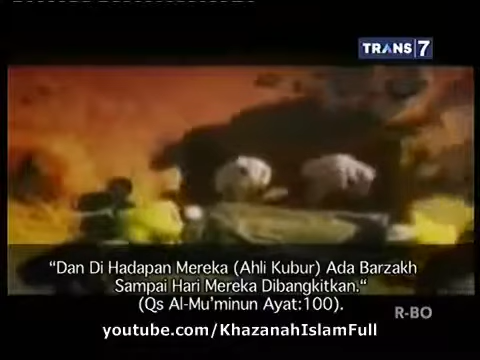 TRANS 7
“Dan Di Hadapan Mereka (Ahli Kubur) Ada Barzakh
Sampai Hari Mereka Dibangkitkan.“
(Qs Al-Mu’minun Ayat:100).
R-BO
youtube.com/KhazanahIslamFull